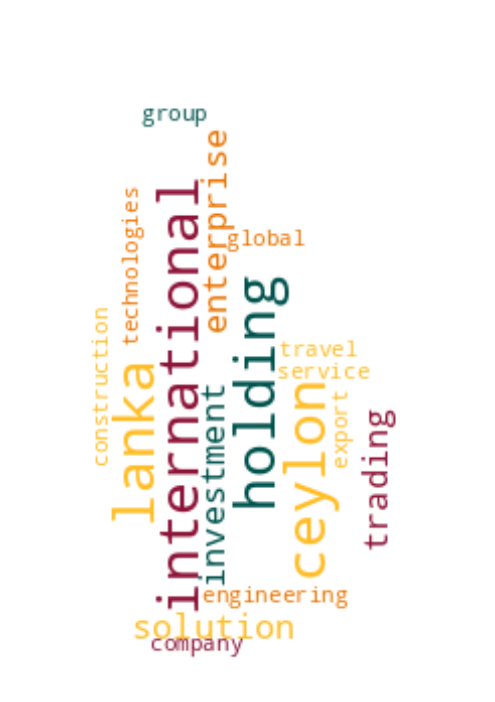 group
enterprise
technologies
international
global
holding
construction
travel
service
lanka
investment
ceylon
export
trading
engineering
solution
company